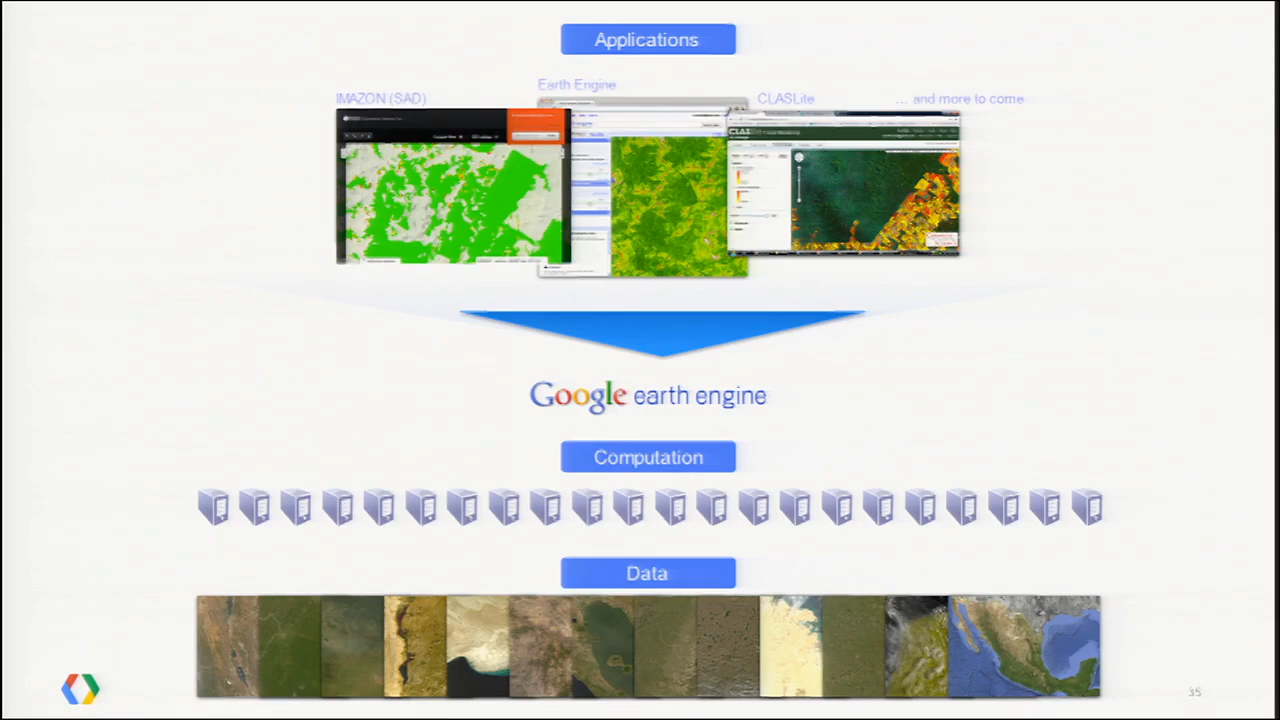 Applications
Earth Engine
IMAZON (SAD)
CLASLite
... and more to come
Google earth engine
Computation
Data
35